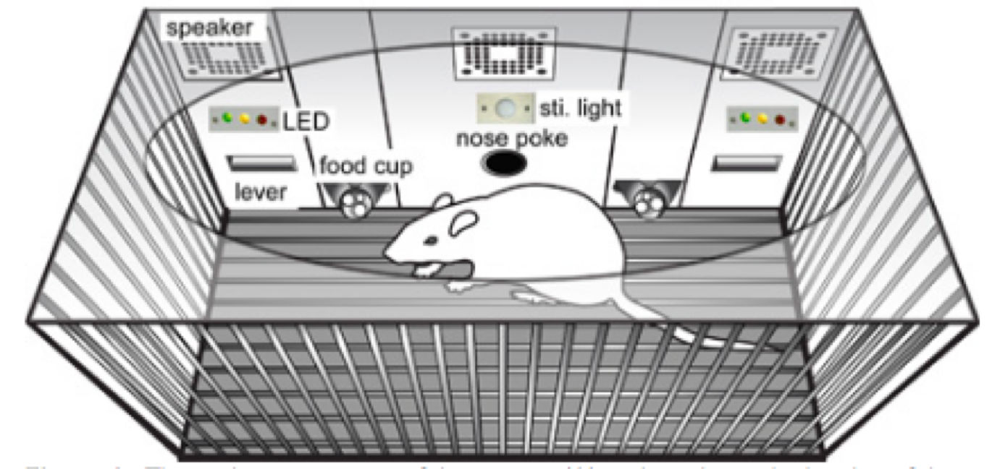 speaker
LED
sti. light
nose poke
food cup
lever